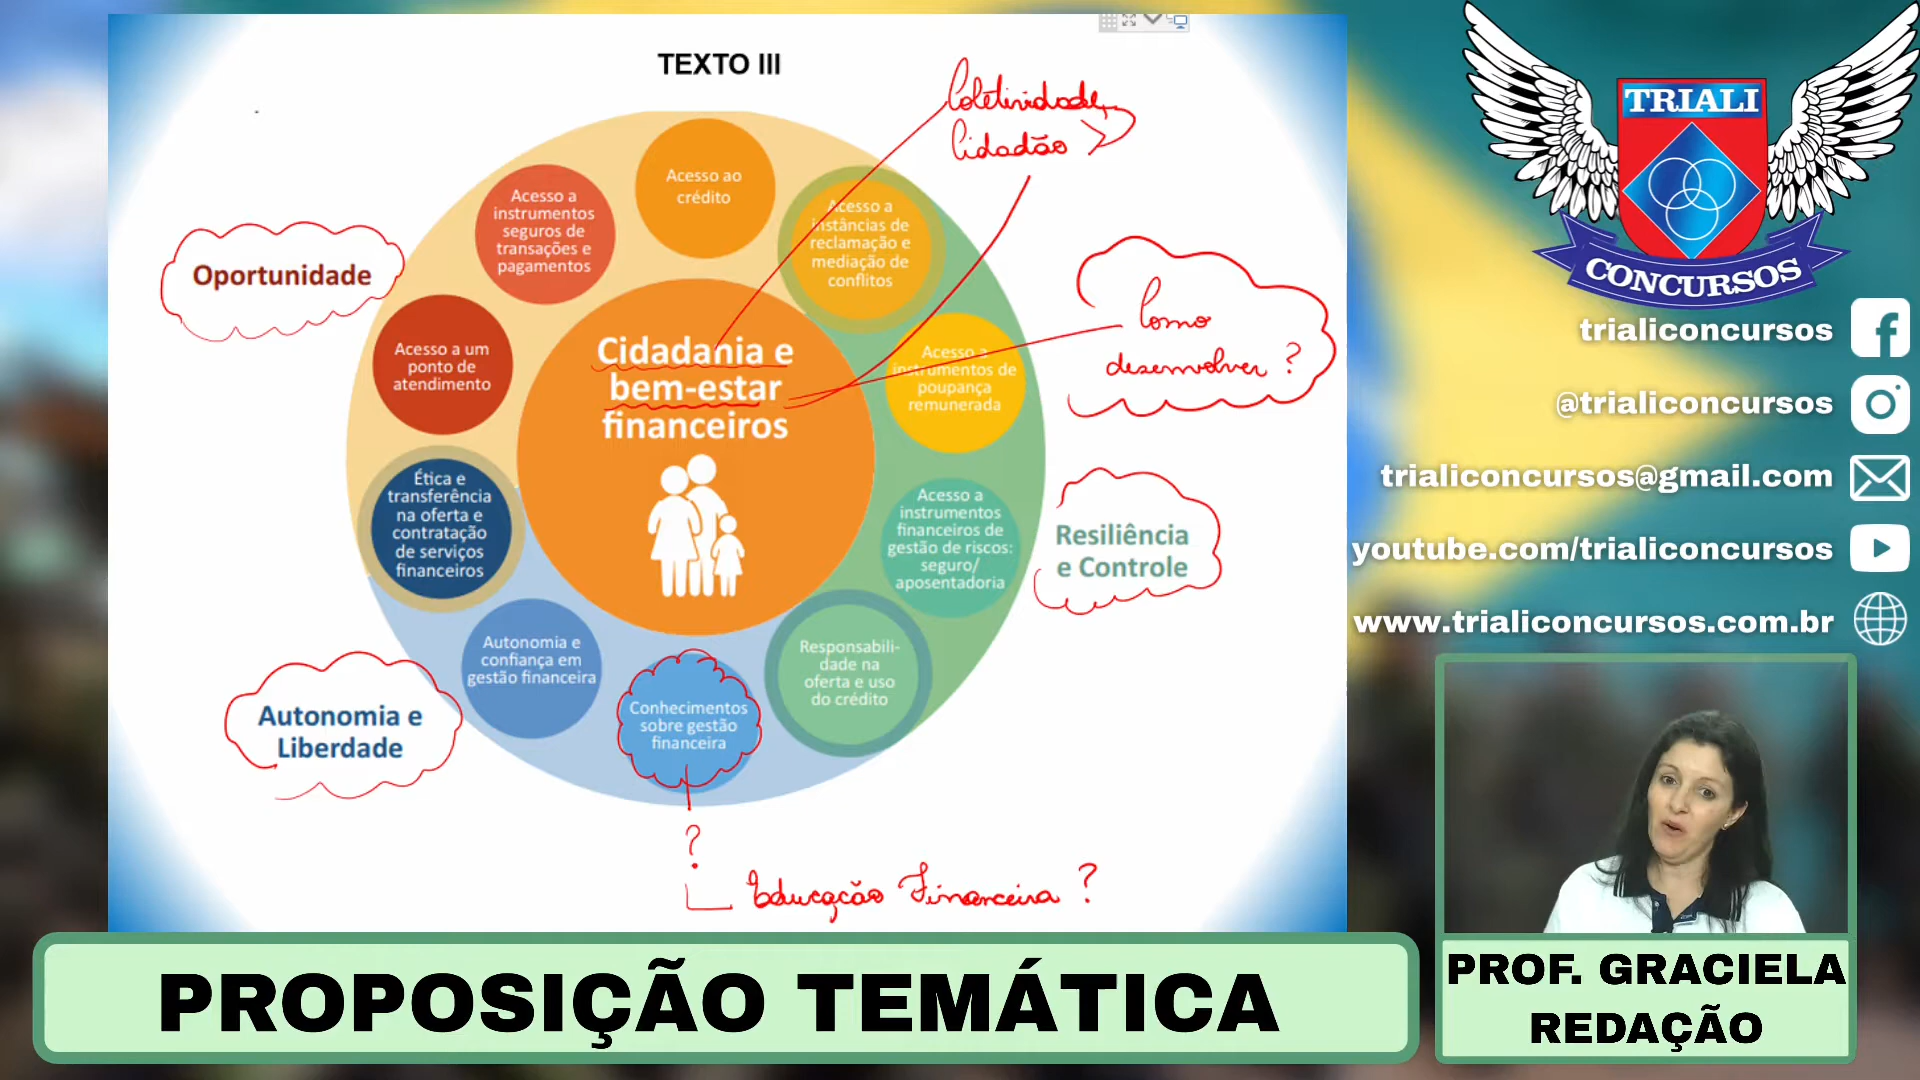 TEXTO III
Coletividade
Cidadão
Acesso ao
crédito
Acesso a
instrumentos
seguros de
transações e
pagamentos
Acesso a
instâncias de
reclamação e
mediação de
conflitos
Oportunidade
Como
desenvolver ?
Acesso a um
ponto de
atendimento
Cidadania e
bem-estar
financeiros
Acesso a
instrumentos de
poupança
remunerada
Ética e
transferência
na oferta e
contratação
de serviços
financeiros
Acesso a
instrumentos
financeiros de
gestão de riscos:
seguro/
aposentadoria
Resiliência
e Controle
Autonomia e
confiança em
gestão financeira
Conhecimentos
sobre gestão
financeira
Responsabili-
dade na
oferta e uso
do crédito
Autonomia e
Liberdade
?
Educação Financeira ?
TRIALI
CONCURSOS
trialiconcursos
@trialiconcursos
trialiconcursos@gmail.com
youtube.com/trialiconcursos
www.trialiconcursos.com.br
PROPOSIÇÃO TEMÁTICA
PROF. GRACIELA
REDAÇÃO